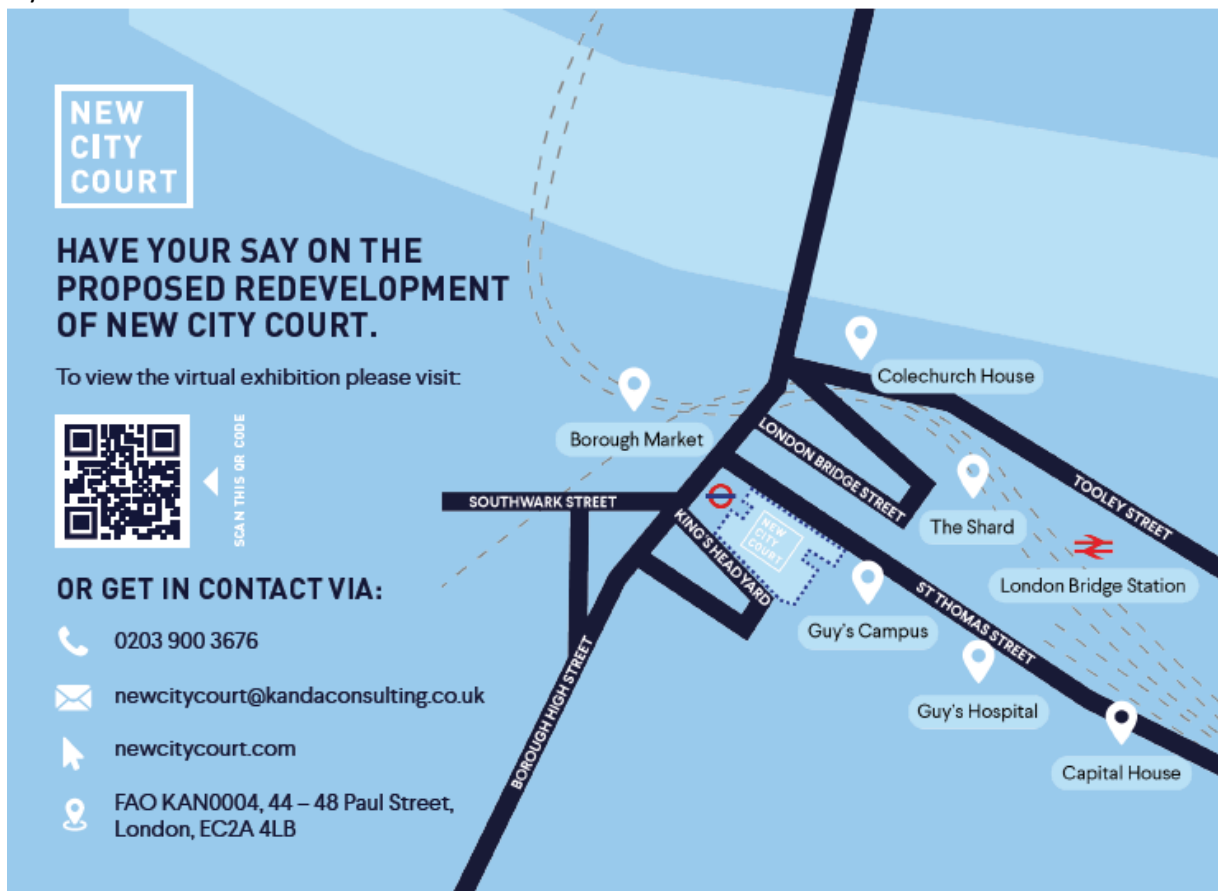 NEW
CITY
COURT
HAVE YOUR SAY ON THE
PROPOSED REDEVELOPMENT
OF NEW CITY COURT.
To view the virtual exhibition please visit:
SCAN THIS QR CODE
OR GET IN CONTACT VIA:
0203 900 3676
newcitycourt@kandaconsulting.co.uk
newcitycourt.com
FAO KAN0004, 44 – 48 Paul Street,
London, EC2A 4LB
Colechurch House
Borough Market
LONDON BRIDGE STREET
TOOLEY STREET
SOUTHWARK STREET
The Shard
KING'S HEAD YARD
NEW
CITY
COURT
London Bridge Station
ST THOMAS STREET
Guy's Campus
BOROUGH HIGH STREET
Guy's Hospital
Capital House